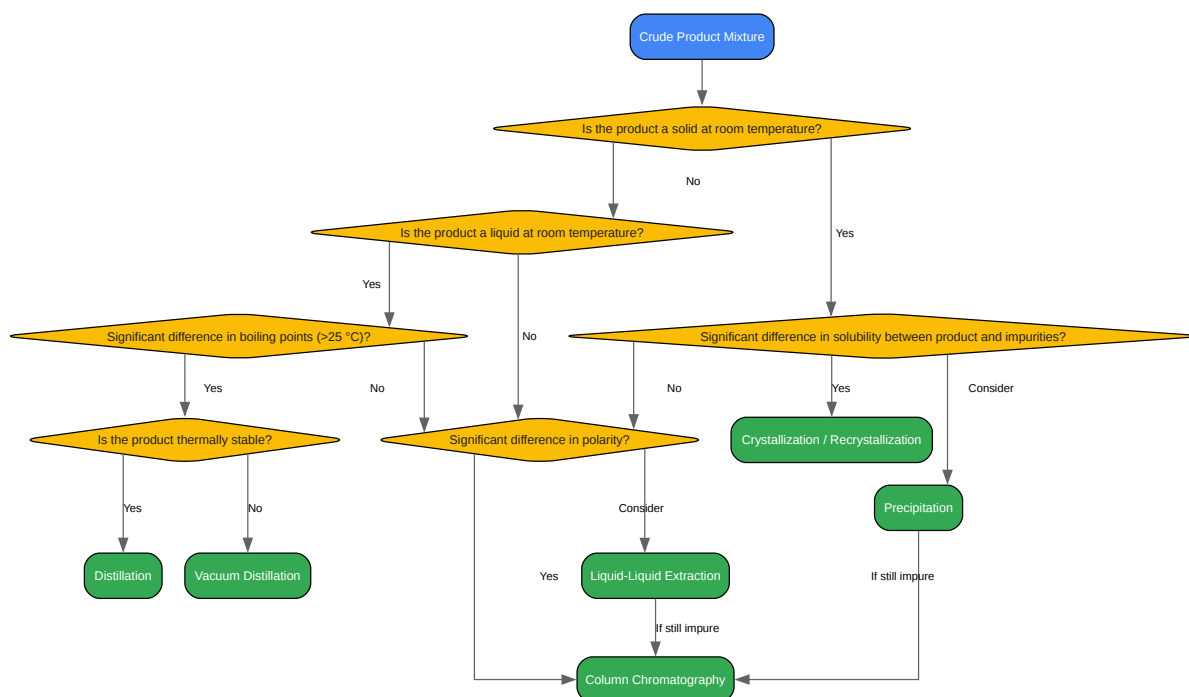 Crude Product Mixture
Is the product a solid at room temperature?
No
Is the product a liquid at room temperature?
Yes
Yes
Significant difference in boiling points (>25 °C)?
No
Significant difference in solubility between product and impurities?
Yes
No
No
Yes
Consider
Is the product thermally stable?
Significant difference in polarity?
Crystallization / Recrystallization
Yes
No
Consider
Precipitation
Distillation
Vacuum Distillation
Yes
Liquid-Liquid Extraction
If still impure
If still impure
Column Chromatography